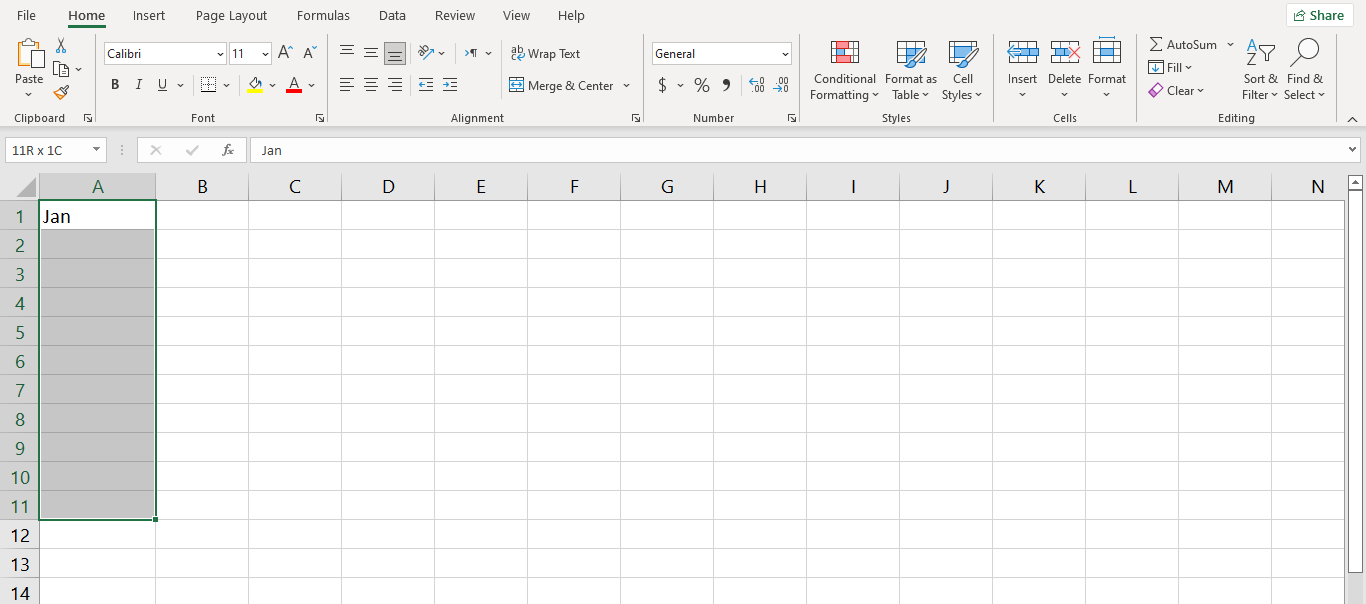 File Home Insert Page Layout Formulas Data Review View Help Share
Calibri 11 A A ¶ ab Wrap Text General AutoSum A Z
Paste B I U A Merge & Center $ % , .00 .00 Conditional Formatting Format as Table Cell Styles Insert Delete Format Fill Clear Sort & Filter Find & Select
Clipboard Font Alignment Number Styles Cells Editing
11R x 1C fx Jan
A B C D E F G H I J K L M N
1 Jan
2
3
4
5
6
7
8
9
10
11
12
13
14